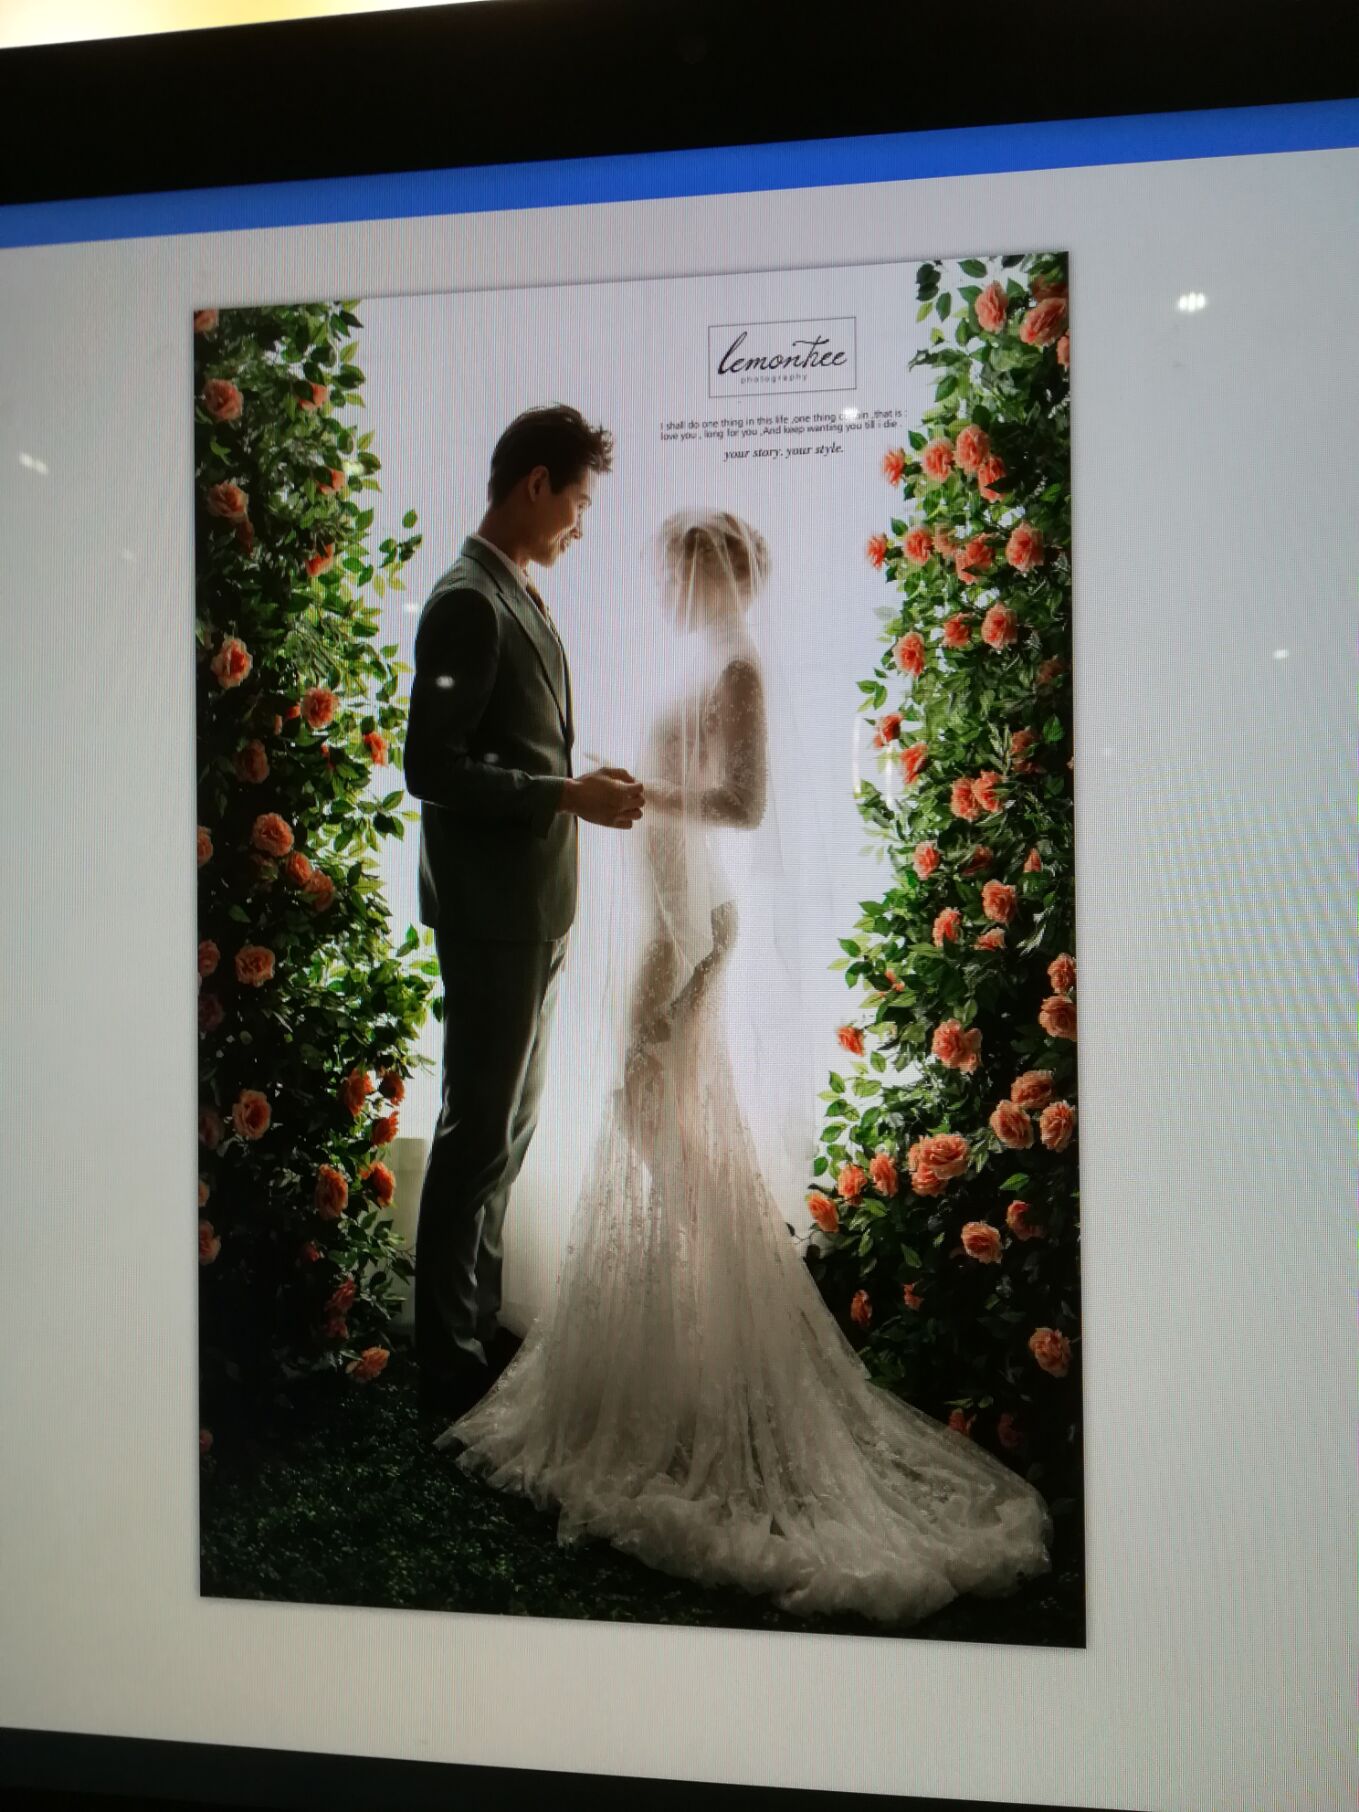 lemontree
photography
I shall do one thing in this life ,one thing ,that is :
love you , long for you ,And keep wanting you till i die .
your story. your style.